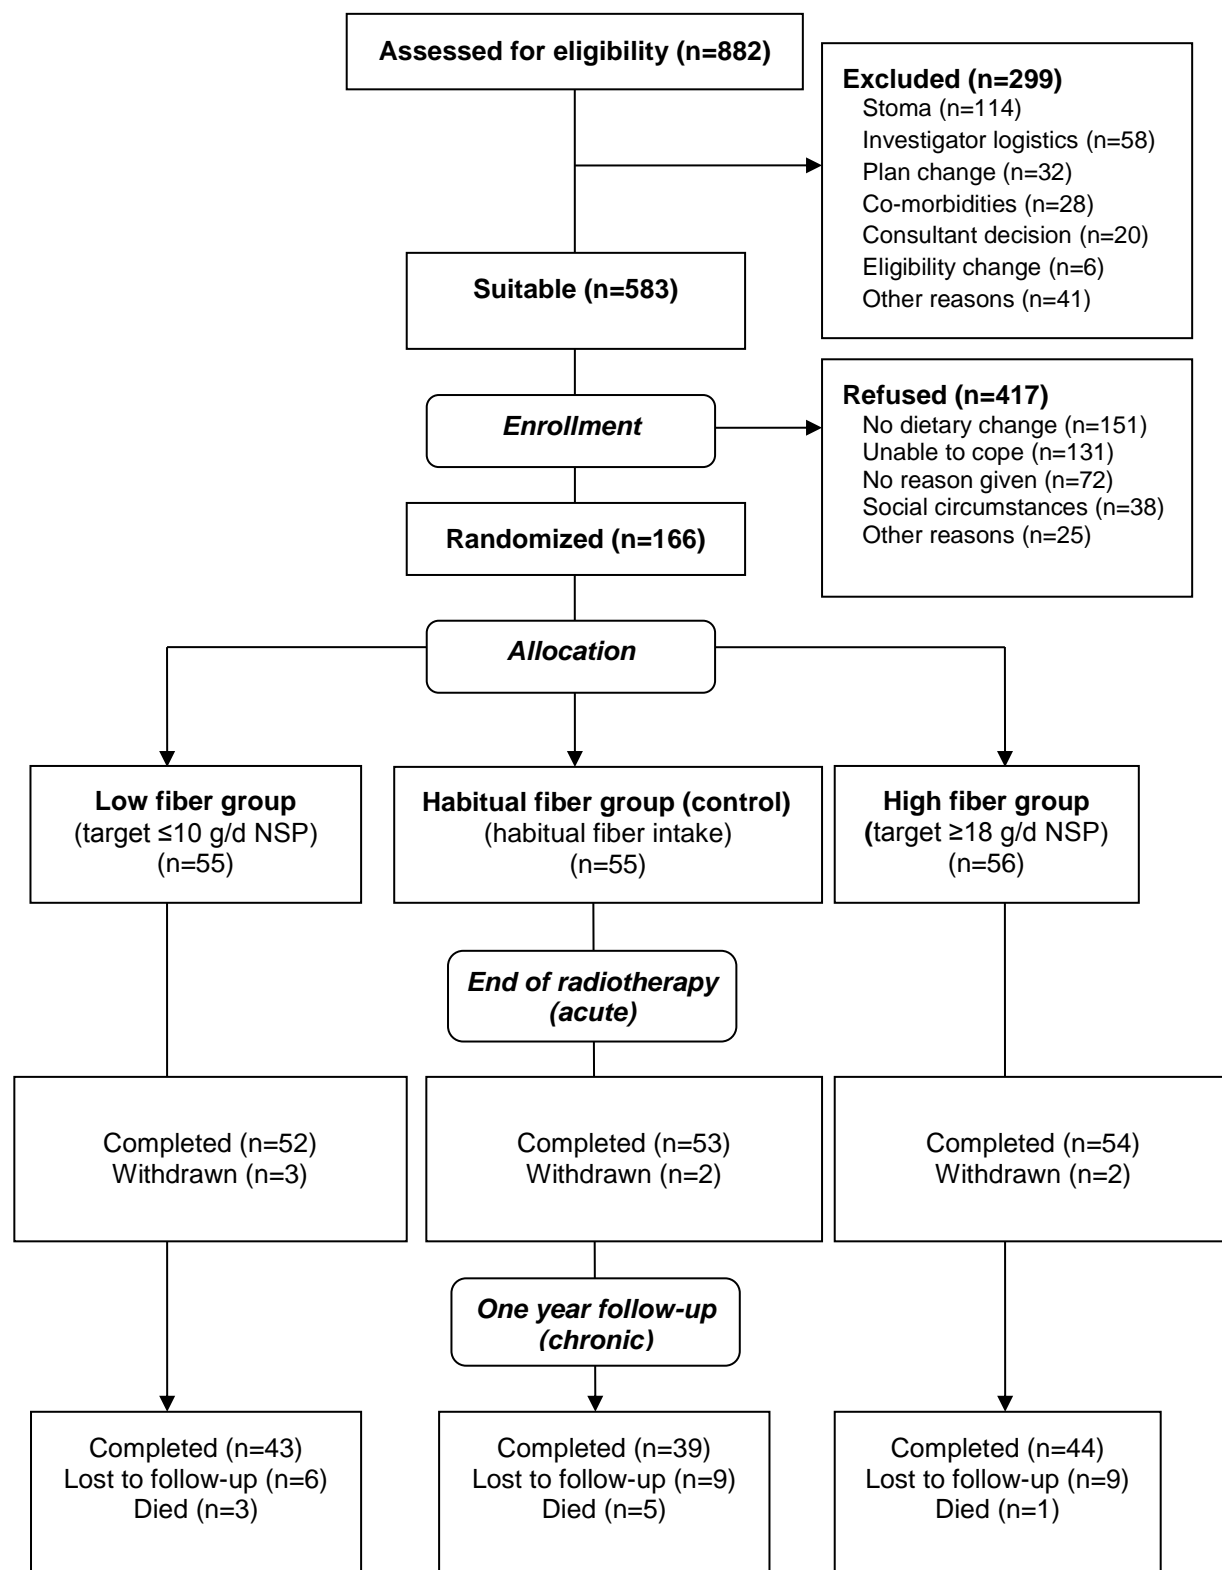 Assessed for eligibility (n=882)
Excluded (n=299)
Stoma (n=114)
Investigator logistics (n=58)
Plan change (n=32)
Co-morbidities (n=28)
Consultant decision (n=20)
Eligibility change (n=6)
Other reasons (n=41)
Suitable (n=583)
Refused (n=417)
No dietary change (n=151)
Unable to cope (n=131)
No reason given (n=72)
Social circumstances (n=38)
Other reasons (n=25)
Enrollment
Randomized (n=166)
Allocation
Low fiber group
(target ≤10 g/d NSP)
(n=55)
Habitual fiber group (control)
(habitual fiber intake)
(n=55)
High fiber group
(target ≥18 g/d NSP)
(n=56)
End of radiotherapy
(acute)
Completed (n=52)
Withdrawn (n=3)
Completed (n=53)
Withdrawn (n=2)
Completed (n=54)
Withdrawn (n=2)
One year follow-up
(chronic)
Completed (n=43)
Lost to follow-up (n=6)
Died (n=3)
Completed (n=39)
Lost to follow-up (n=9)
Died (n=5)
Completed (n=44)
Lost to follow-up (n=9)
Died (n=1)